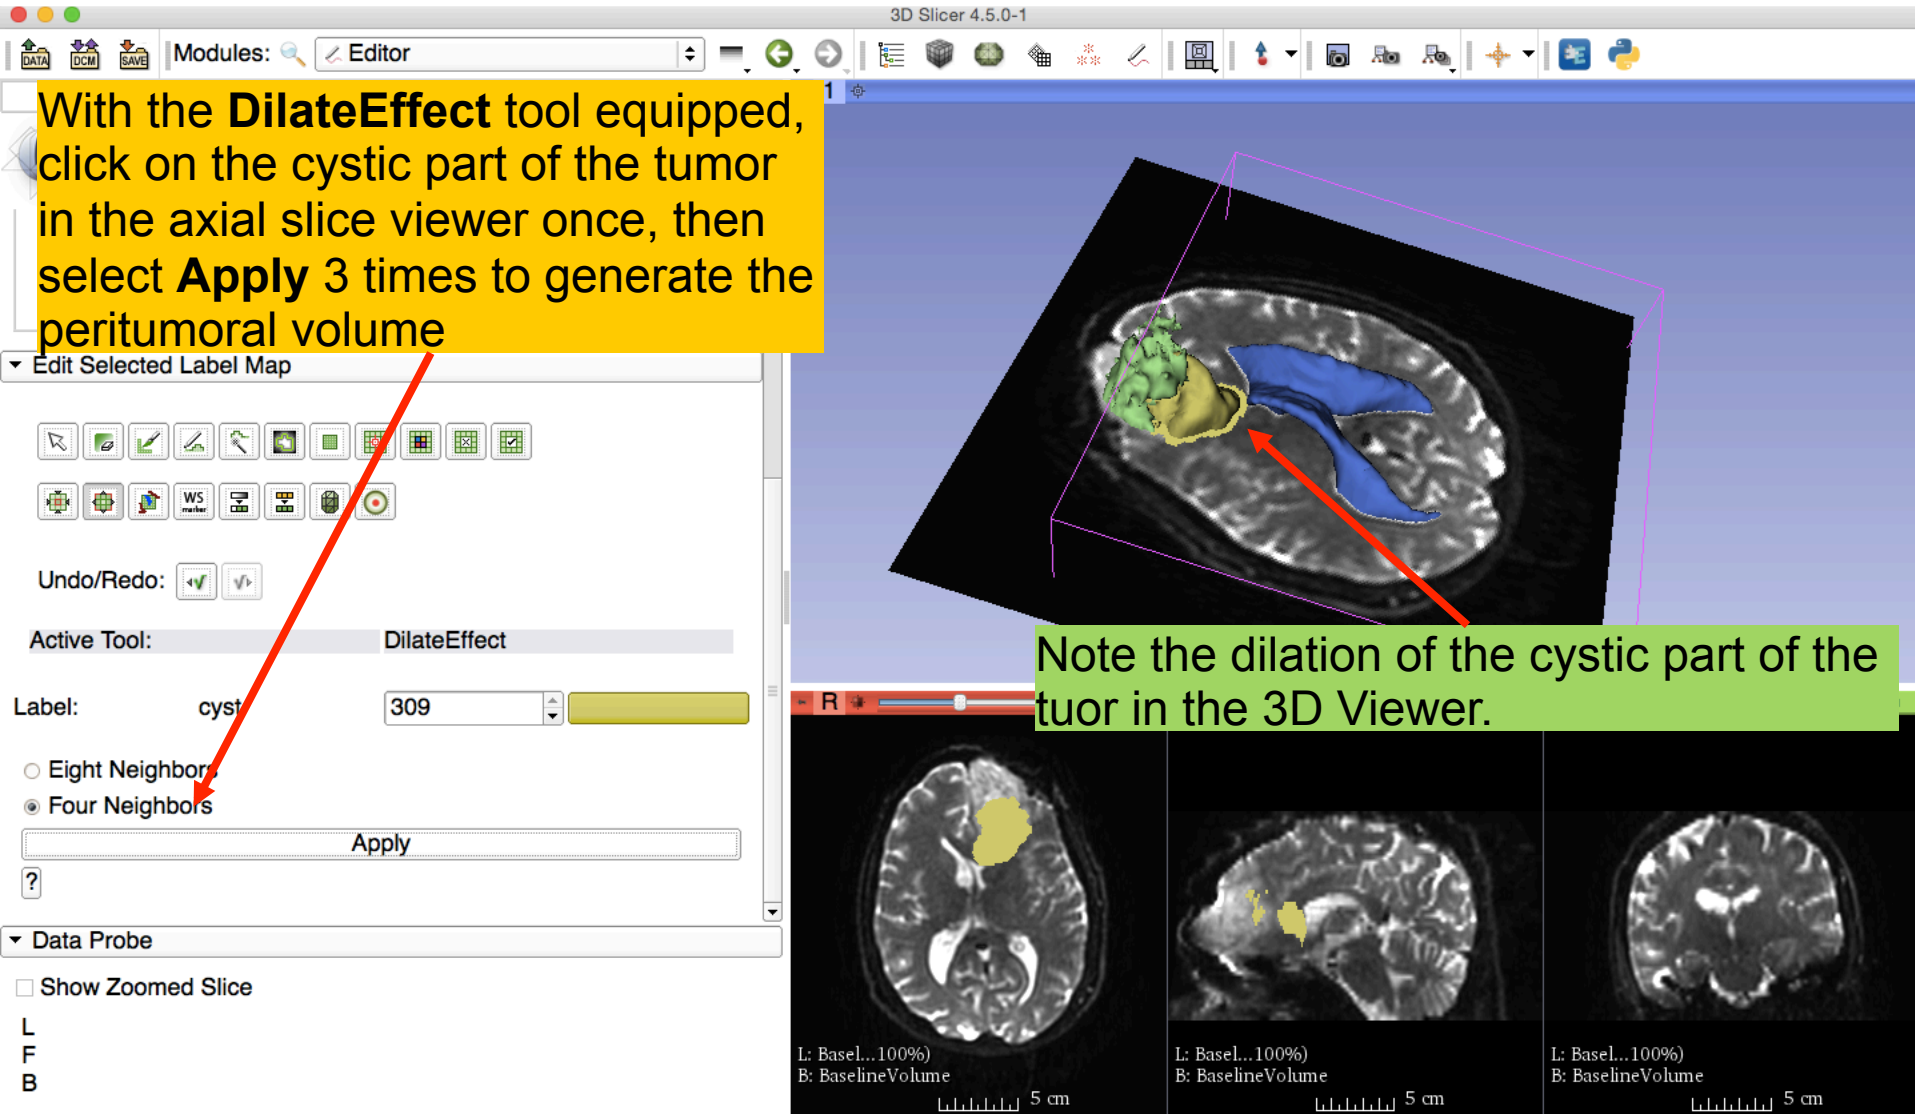 3D Slicer 4.5.0-1
DATA DCM SAVE Modules: Editor
1
With the DilateEffect tool equipped,
click on the cystic part of the tumor
in the axial slice viewer once, then
select Apply 3 times to generate the
peritumoral volume
Edit Selected Label Map
WS
marker
Undo/Redo:
Active Tool: DilateEffect
Label: cyst 309
Eight Neighbors
Four Neighbors
Apply
?
Data Probe
Show Zoomed Slice
L
F
B
Note the dilation of the cystic part of the
tuor in the 3D Viewer.
R
L: Basel...100%)
B: BaselineVolume
5 cm
L: Basel...100%)
B: BaselineVolume
5 cm
L: Basel...100%)
B: BaselineVolume
5 cm